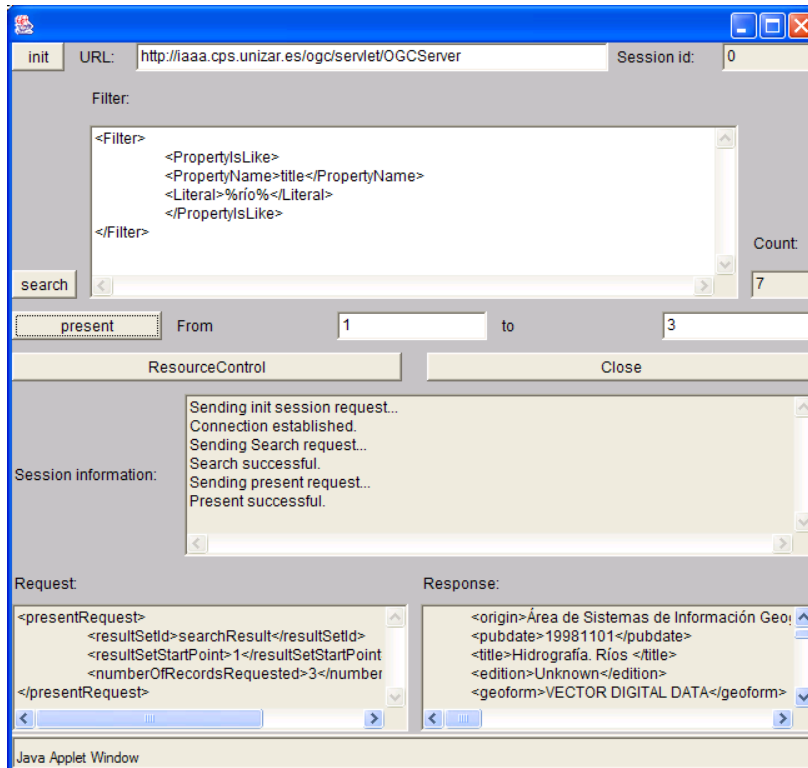 init URL: http://iaaa.cps.unizar.es/ogc/servlet/OGCServer Session id: 0
Filter:
<Filter>
<PropertyIsLike>
<PropertyName>title</PropertyName>
<Literal>%río%</Literal>
</PropertyIsLike>
</Filter>
Count:
search 7
present From 1 to 3
ResourceControl Close
Session information:
Sending init session request...
Connection established.
Sending Search request...
Search successful.
Sending present request...
Present successful.
Request:
<presentRequest>
<resultSetId>searchResult</resultSetId>
<resultSetStartPoint>1</resultSetStartPoint
<numberOfRecordsRequested>3</number
</presentRequest>
Response:
<origin>Área de Sistemas de Información Geog
<pubdate>19981101</pubdate>
<title>Hidrografía. Ríos </title>
<edition>Unknown</edition>
<geoform>VECTOR DIGITAL DATA</geoform>
Java Applet Window